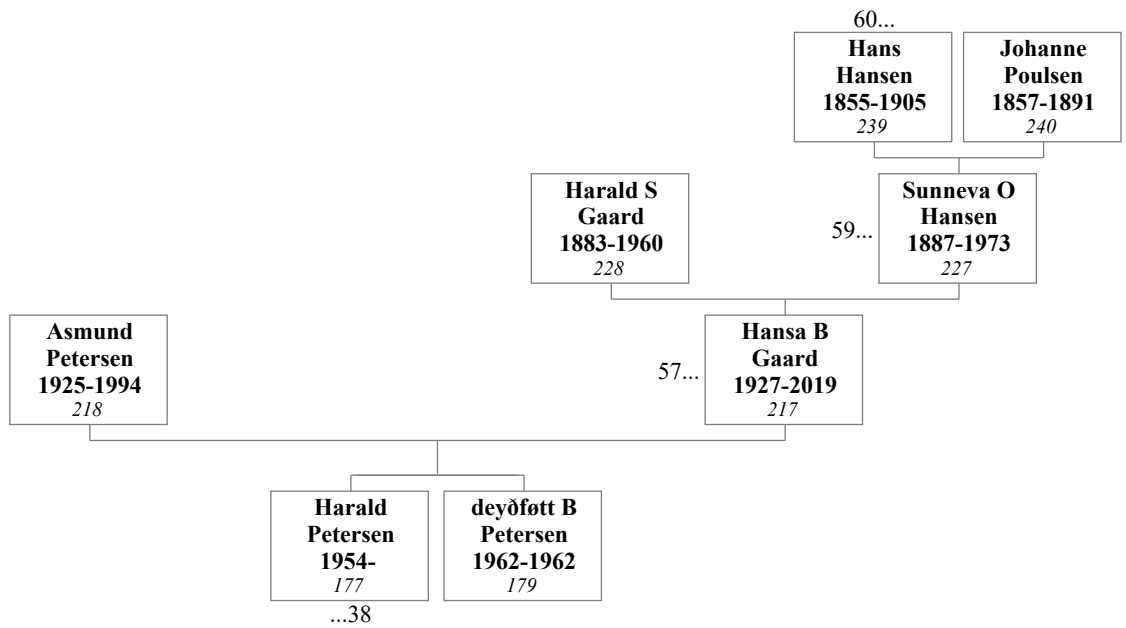 60...
Hans
Hansen
1855-1905
239
Johanne
Poulsen
1857-1891
240
Harald S
Gaard
1883-1960
228
59...
Sunneva O
Hansen
1887-1973
227
Asmund
Petersen
1925-1994
218
57...
Hansa B
Gaard
1927-2019
217
Harald
Petersen
1954-
177
...38
deyðføtt B
Petersen
1962-1962
179